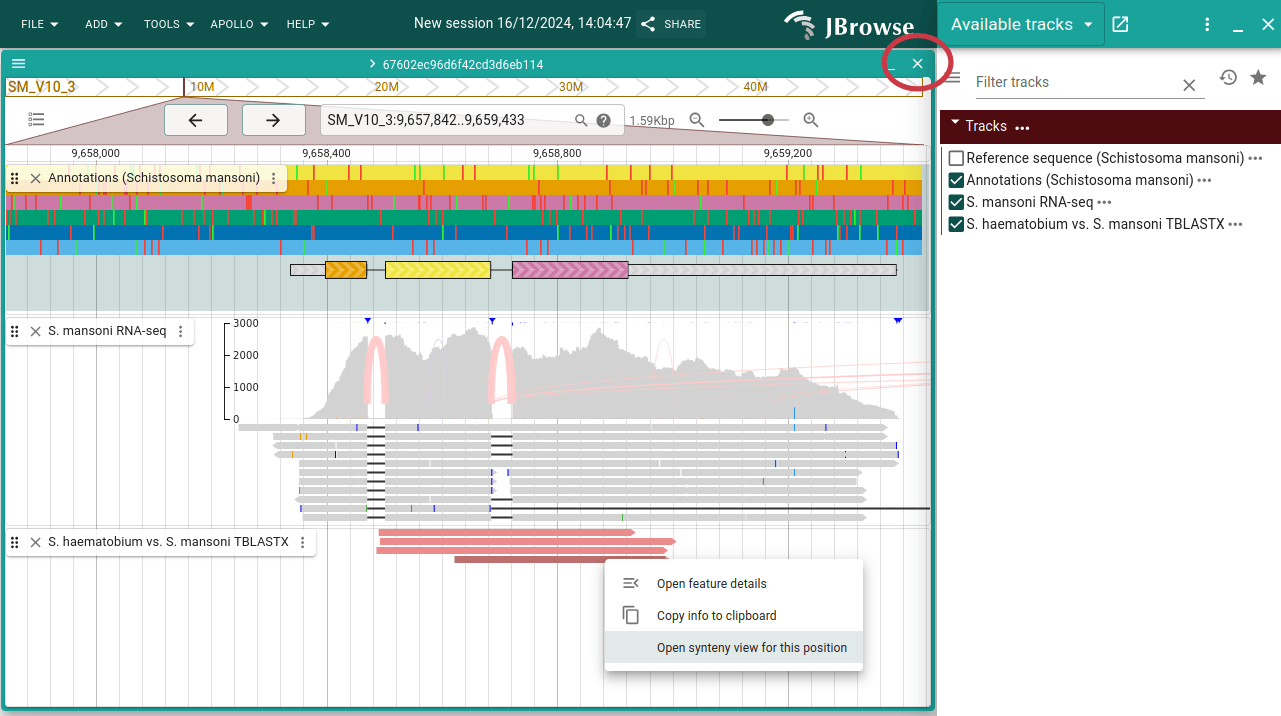 FILE ADD TOOLS APOLLO HELP New session 16/12/2024, 14:04:47 SHARE JBrowse
Available tracks
67602ec96d6f42cd3d6eb114
SM_V10_3 10M 20M 30M 40M
SM_V10_3:9,657,842..9,659,433 1.59Kbp
9,658,000 9,658,400 9,658,800 9,659,200
Annotations (Schistosoma mansoni)
S. mansoni RNA-seq
3000
2000
1000
0
S. haematobium vs. S. mansoni TBLASTX
Open feature details
Copy info to clipboard
Open synteny view for this position
Filter tracks
Tracks
Reference sequence (Schistosoma mansoni)
Annotations (Schistosoma mansoni)
S. mansoni RNA-seq
S. haematobium vs. S. mansoni TBLASTX